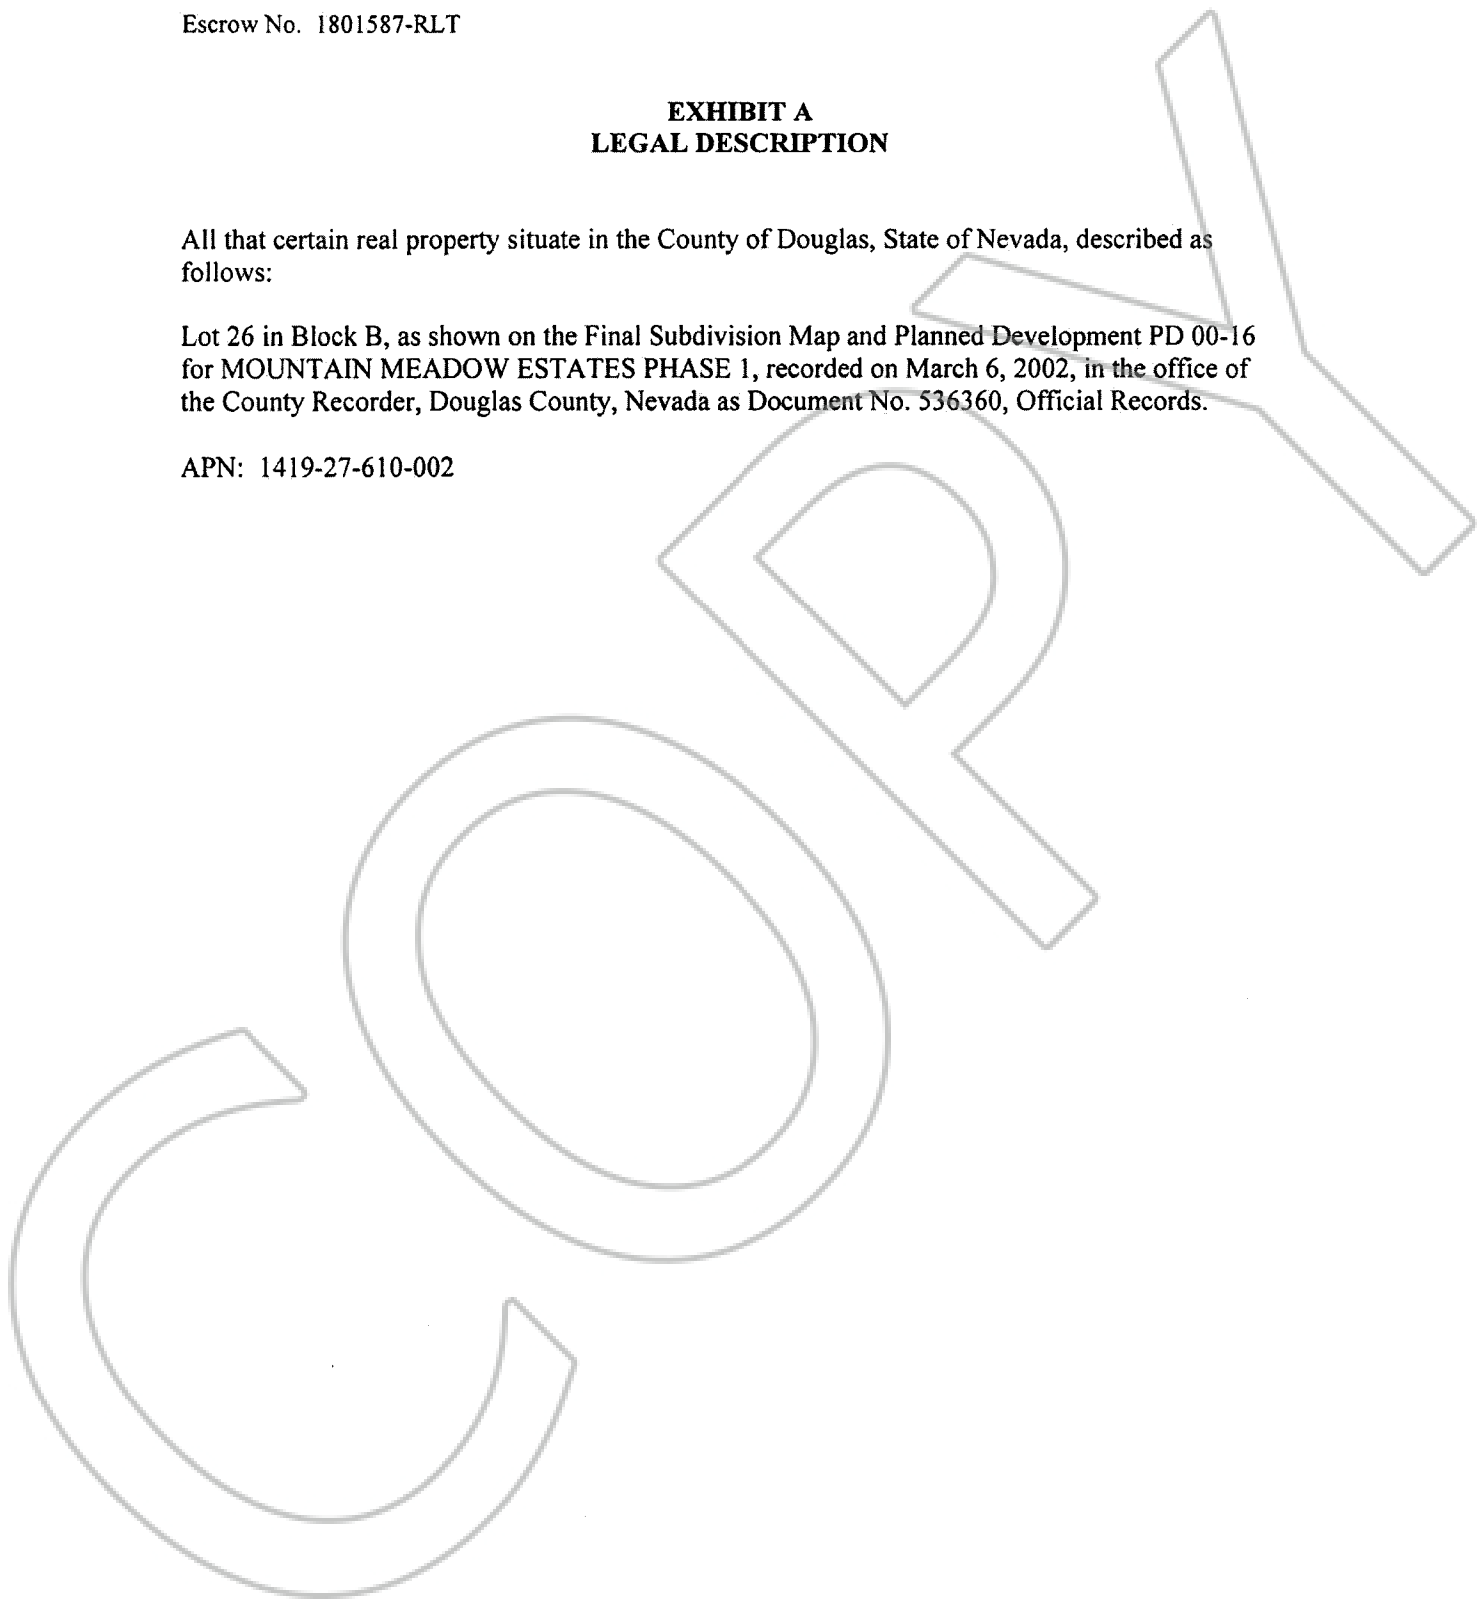 Escrow No. 1801587-RLT
EXHIBIT A
LEGAL DESCRIPTION
All that certain real property situate in the County of Douglas, State of Nevada, described as
follows:
Lot 26 in Block B, as shown on the Final Subdivision Map and Planned Development PD 00-16
for MOUNTAIN MEADOW ESTATES PHASE 1, recorded on March 6, 2002, in the office of
the County Recorder, Douglas County, Nevada as Document No. 536360, Official Records.
APN: 1419-27-610-002
COPY